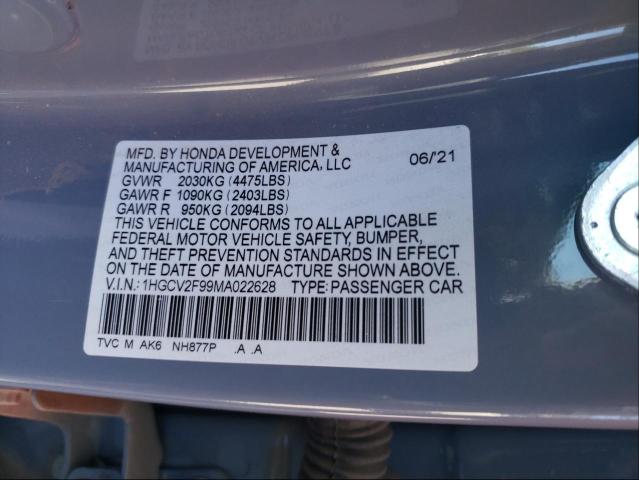 MFD. BY HONDA DEVELOPMENT & 06/'21
MANUFACTURING OF AMERICA, LLC
GVWR 2030KG (4475LBS)
GAWR F 1090KG (2403LBS)
GAWR R 950KG (2094LBS)
THIS VEHICLE CONFORMS TO ALL APPLICABLE
FEDERAL MOTOR VEHICLE SAFETY, BUMPER,
AND THEFT PREVENTION STANDARDS IN EFFECT
ON THE DATE OF MANUFACTURE SHOWN ABOVE.
V.I.N.: 1HGCV2F99MA022628 TYPE: PASSENGER CAR
TVC M AK6 NH877P .A .A